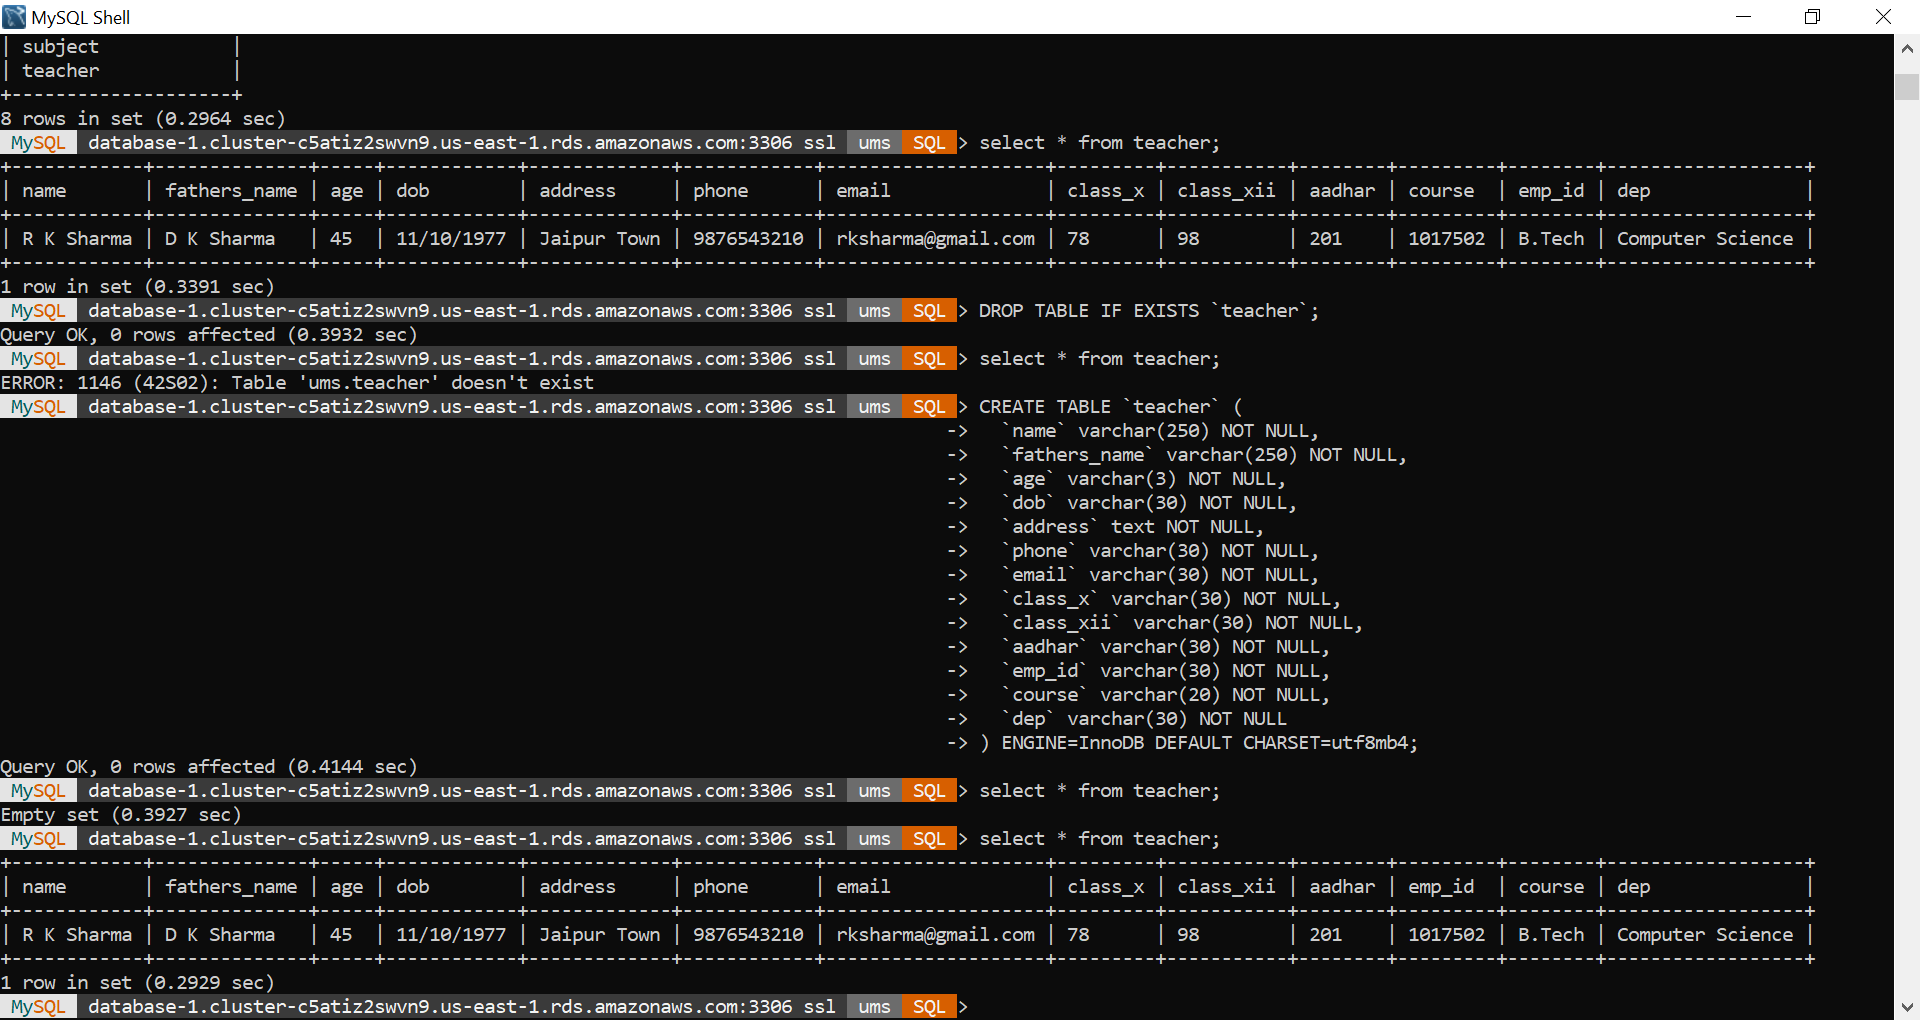 MySQL Shell
| subject            |
| teacher            |
+--------------------+
8 rows in set (0.2964 sec)
MySQL database-1.cluster-c5atiz2swvn9.us-east-1.rds.amazonaws.com:3306 ssl ums SQL > select * from teacher;
+------------+--------------+-----+------------+-------------+------------+--------------------+---------+-----------+--------+---------+--------+------------------+
| name       | fathers_name | age | dob        | address     | phone      | email              | class_x | class_xii | aadhar | course  | emp_id | dep              |
+------------+--------------+-----+------------+-------------+------------+--------------------+---------+-----------+--------+---------+--------+------------------+
| R K Sharma | D K Sharma   | 45  | 11/10/1977 | Jaipur Town | 9876543210 | rksharma@gmail.com | 78      | 98        | 201    | 1017502 | B.Tech | Computer Science |
+------------+--------------+-----+------------+-------------+------------+--------------------+---------+-----------+--------+---------+--------+------------------+
1 row in set (0.3391 sec)
MySQL database-1.cluster-c5atiz2swvn9.us-east-1.rds.amazonaws.com:3306 ssl ums SQL > DROP TABLE IF EXISTS `teacher`;
Query OK, 0 rows affected (0.3932 sec)
MySQL database-1.cluster-c5atiz2swvn9.us-east-1.rds.amazonaws.com:3306 ssl ums SQL > select * from teacher;
ERROR: 1146 (42S02): Table 'ums.teacher' doesn't exist
MySQL database-1.cluster-c5atiz2swvn9.us-east-1.rds.amazonaws.com:3306 ssl ums SQL > CREATE TABLE `teacher` (
->   `name` varchar(250) NOT NULL,
->   `fathers_name` varchar(250) NOT NULL,
->   `age` varchar(3) NOT NULL,
->   `dob` varchar(30) NOT NULL,
->   `address` text NOT NULL,
->   `phone` varchar(30) NOT NULL,
->   `email` varchar(30) NOT NULL,
->   `class_x` varchar(30) NOT NULL,
->   `class_xii` varchar(30) NOT NULL,
->   `aadhar` varchar(30) NOT NULL,
->   `emp_id` varchar(30) NOT NULL,
->   `course` varchar(20) NOT NULL,
->   `dep` varchar(30) NOT NULL
-> ) ENGINE=InnoDB DEFAULT CHARSET=utf8mb4;
Query OK, 0 rows affected (0.4144 sec)
MySQL database-1.cluster-c5atiz2swvn9.us-east-1.rds.amazonaws.com:3306 ssl ums SQL > select * from teacher;
Empty set (0.3927 sec)
MySQL database-1.cluster-c5atiz2swvn9.us-east-1.rds.amazonaws.com:3306 ssl ums SQL > select * from teacher;
+------------+--------------+-----+------------+-------------+------------+--------------------+---------+-----------+--------+---------+--------+------------------+
| name       | fathers_name | age | dob        | address     | phone      | email              | class_x | class_xii | aadhar | emp_id  | course | dep              |
+------------+--------------+-----+------------+-------------+------------+--------------------+---------+-----------+--------+---------+--------+------------------+
| R K Sharma | D K Sharma   | 45  | 11/10/1977 | Jaipur Town | 9876543210 | rksharma@gmail.com | 78      | 98        | 201    | 1017502 | B.Tech | Computer Science |
+------------+--------------+-----+------------+-------------+------------+--------------------+---------+-----------+--------+---------+--------+------------------+
1 row in set (0.2929 sec)
MySQL database-1.cluster-c5atiz2swvn9.us-east-1.rds.amazonaws.com:3306 ssl ums SQL >